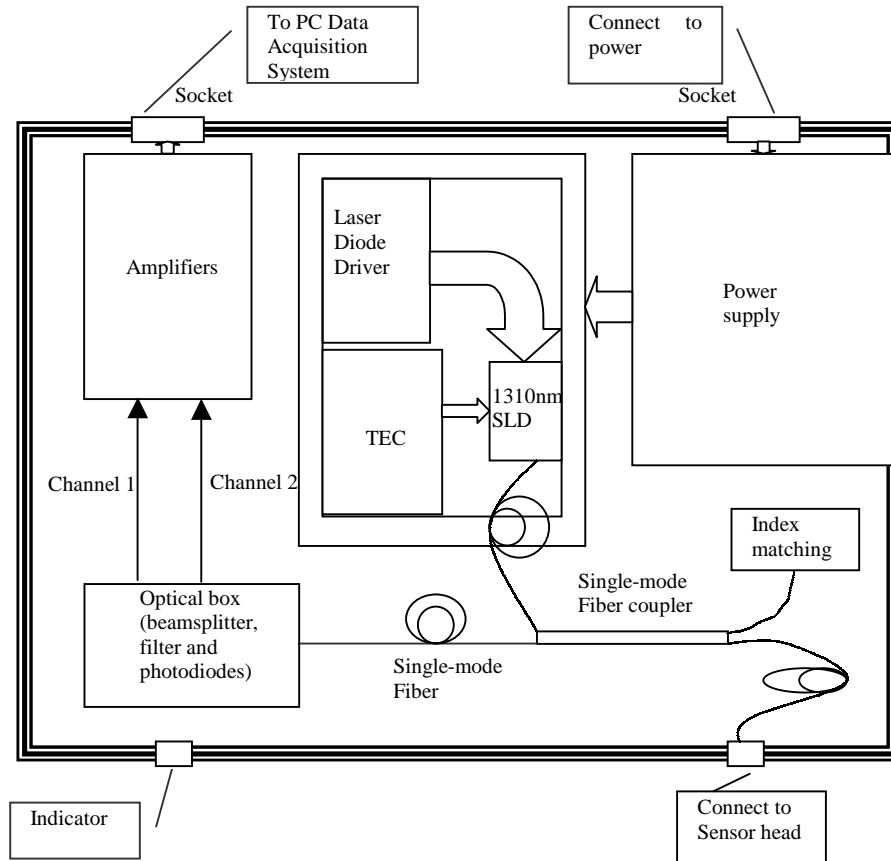 To PC Data
Acquisition
System
Connect to
power
Socket
Socket
Amplifiers
Laser
Diode
Driver
Power
supply
1310nm
SLD
TEC
Channel 1
Channel 2
Index
matching
Optical box
(beamsplitter,
filter and
photodiodes)
Single-mode
Fiber coupler
Single-mode
Fiber
Indicator
Connect to
Sensor head